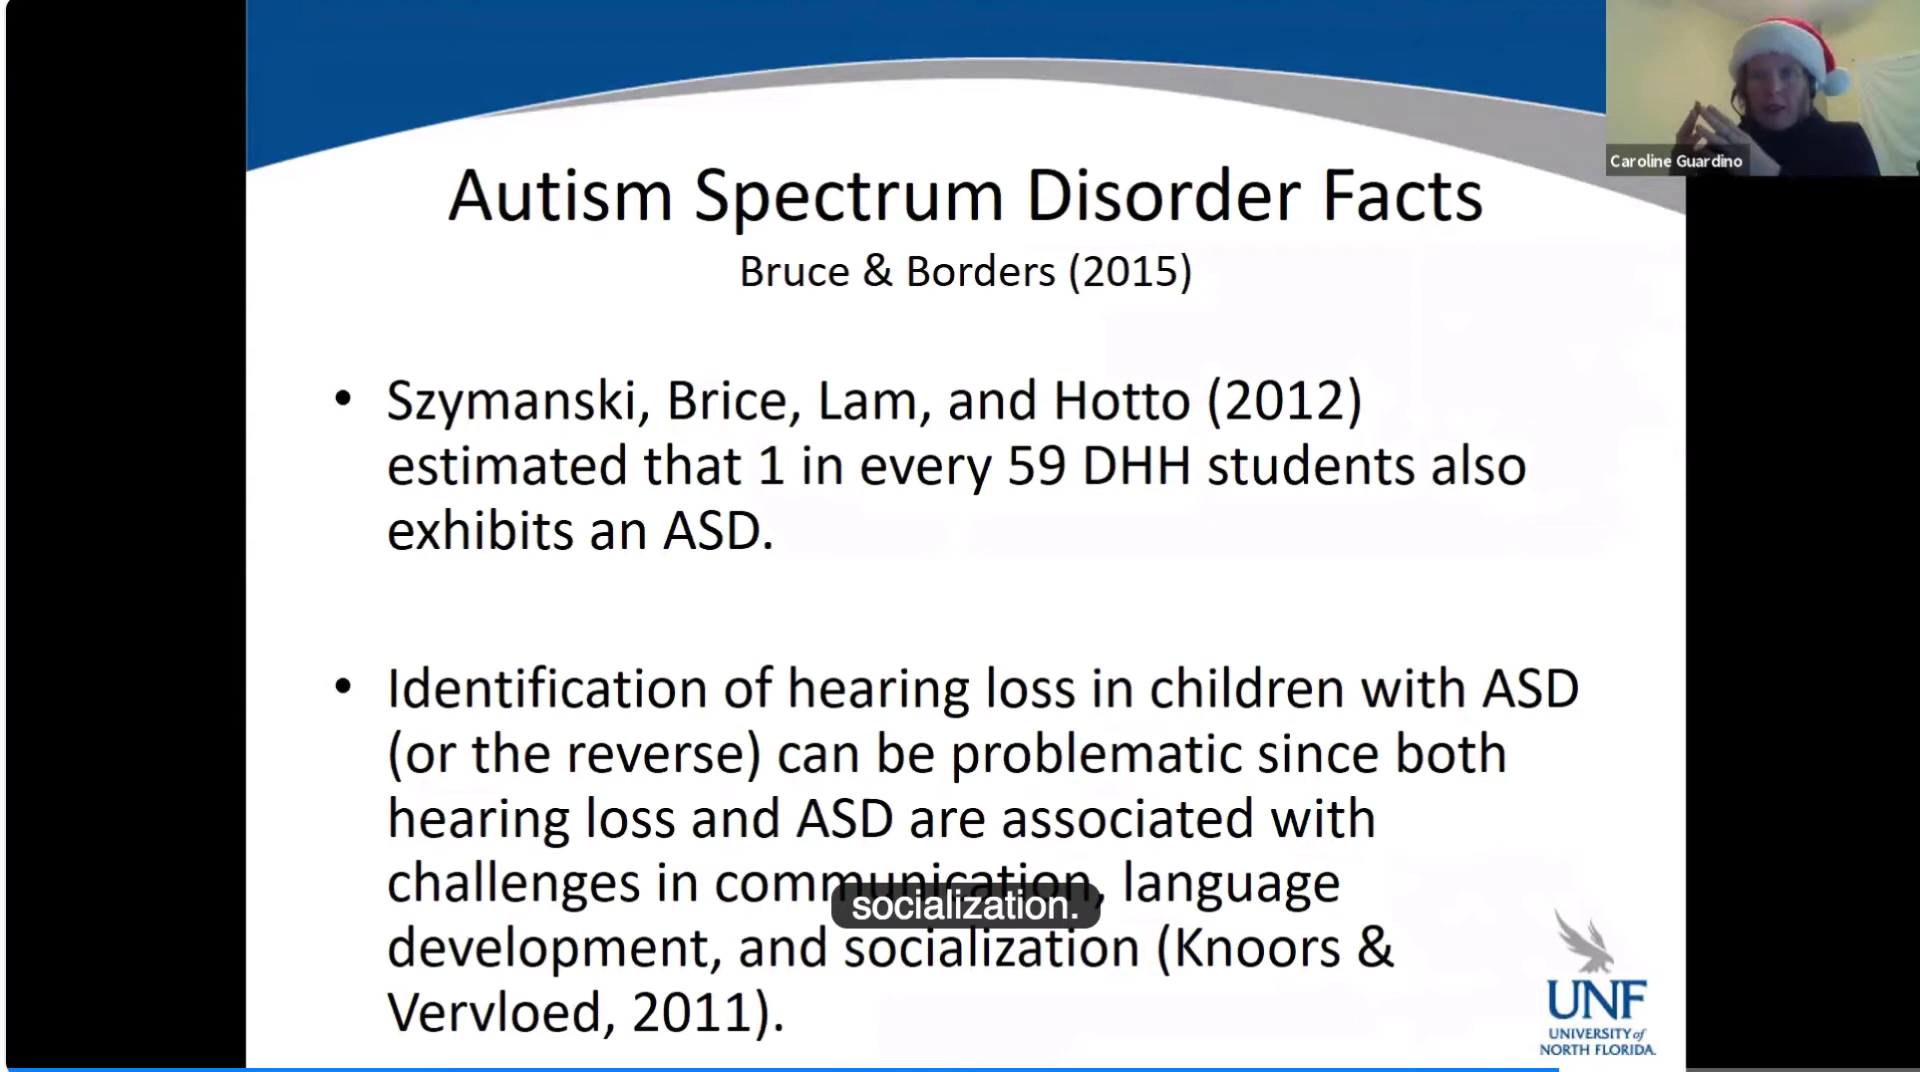 Caroline Guardino
Autism Spectrum Disorder Facts
Bruce & Borders (2015)
• Szymanski, Brice, Lam, and Hotto (2012)
estimated that 1 in every 59 DHH students also
exhibits an ASD.
• Identification of hearing loss in children with ASD
(or the reverse) can be problematic since both
hearing loss and ASD are associated with
challenges in communication, language
socialization.
development, and socialization (Knoors &
Vervloed, 2011).
UNF
UNIVERSITY of
NORTH FLORIDA.